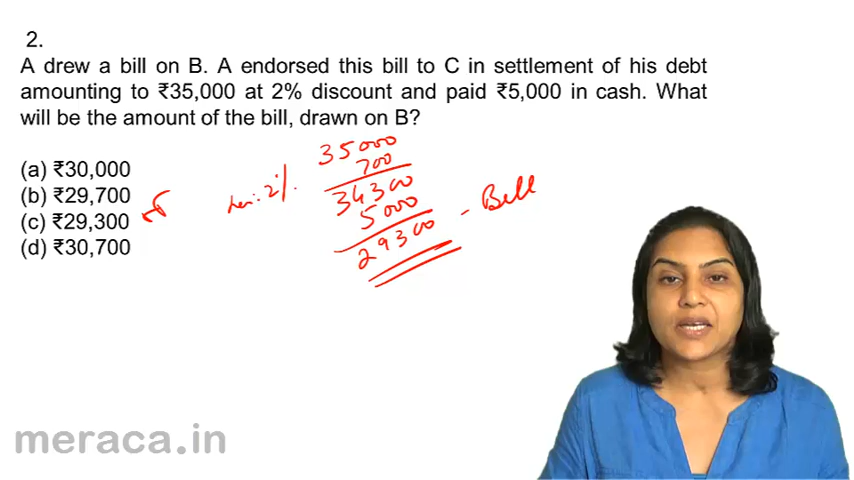 2.
A drew a bill on B. A endorsed this bill to C in settlement of his debt
amounting to ₹35,000 at 2% discount and paid ₹5,000 in cash. What
will be the amount of the bill, drawn on B?
(a) ₹30,000
(b) ₹29,700
(c) ₹29,300
(d) ₹30,700
35000
Less: 2%. 700
34300
5000
29300 - Bill
meraca.in